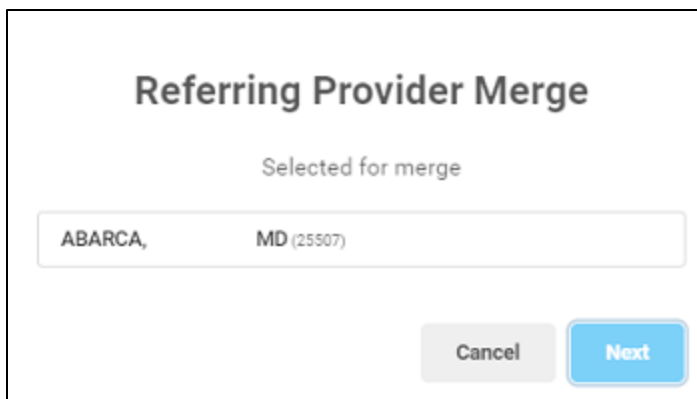 Referring Provider Merge
Selected for merge
ABARCA, MD (25507)
Cancel Next